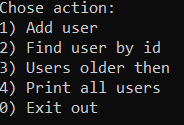 Chose action:
1) Add user
2) Find user by id
3) Users older then
4) Print all users
0) Exit out